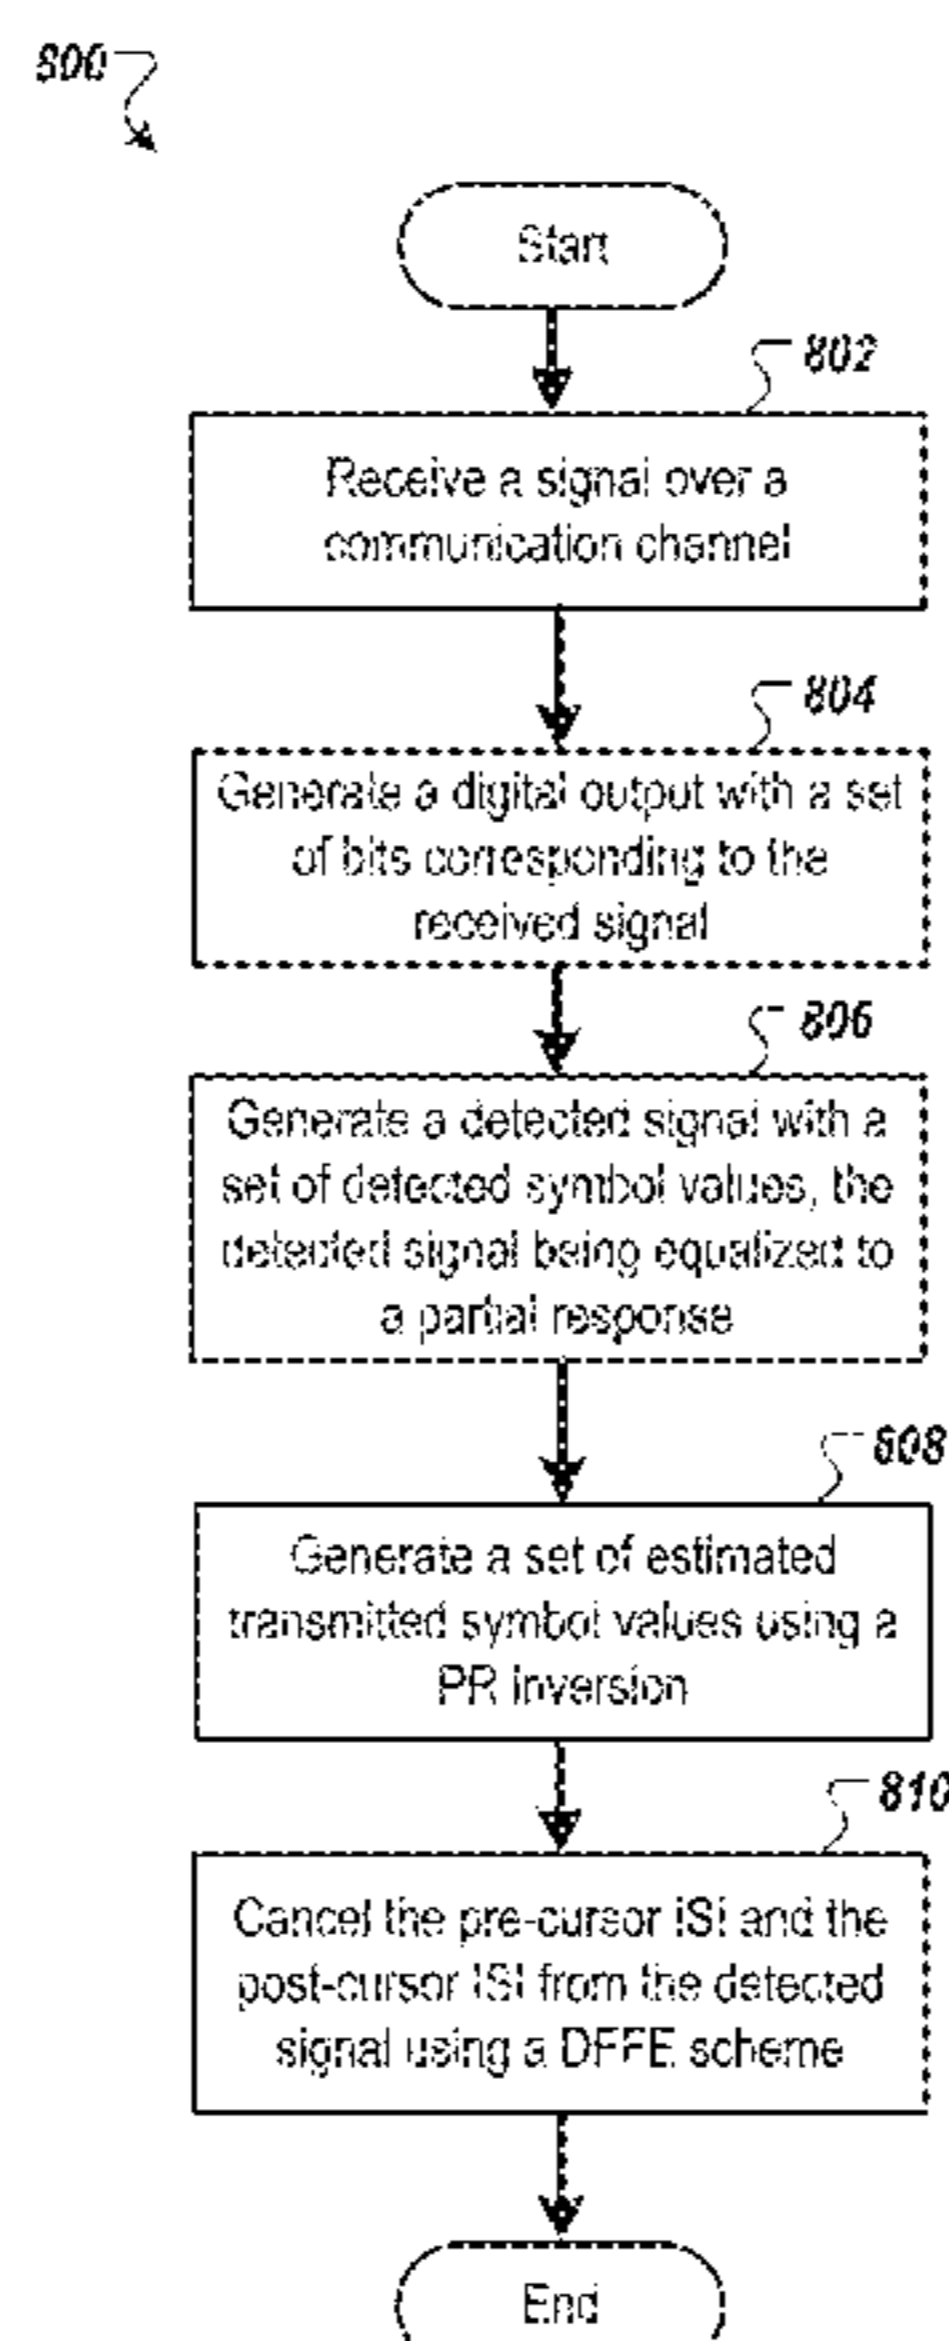 800
Start
802
Receive a signal over a
communication channel
804
Generate a digital output with a set
of bits corresponding to the
received signal
806
Generate a detected signal with a
set of detected symbol values, the
detected signal being equalized to
a partial response
808
Generate a set of estimated
transmitted symbol values using a
PR inversion
810
Cancel the pre-cursor ISI and the
post-cursor ISI from the detected
signal using a DFFE scheme
End